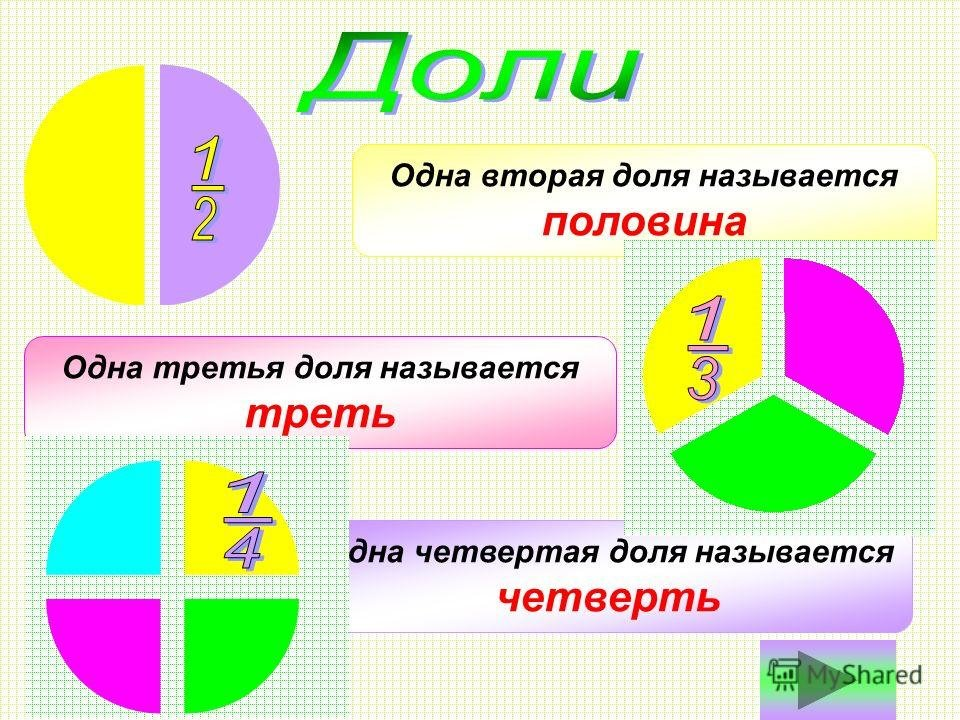 Доли
1
2
Одна вторая доля называется
половина
1
3
Одна третья доля называется
треть
1
4
дна четвертая доля называется
четверть
MyShared